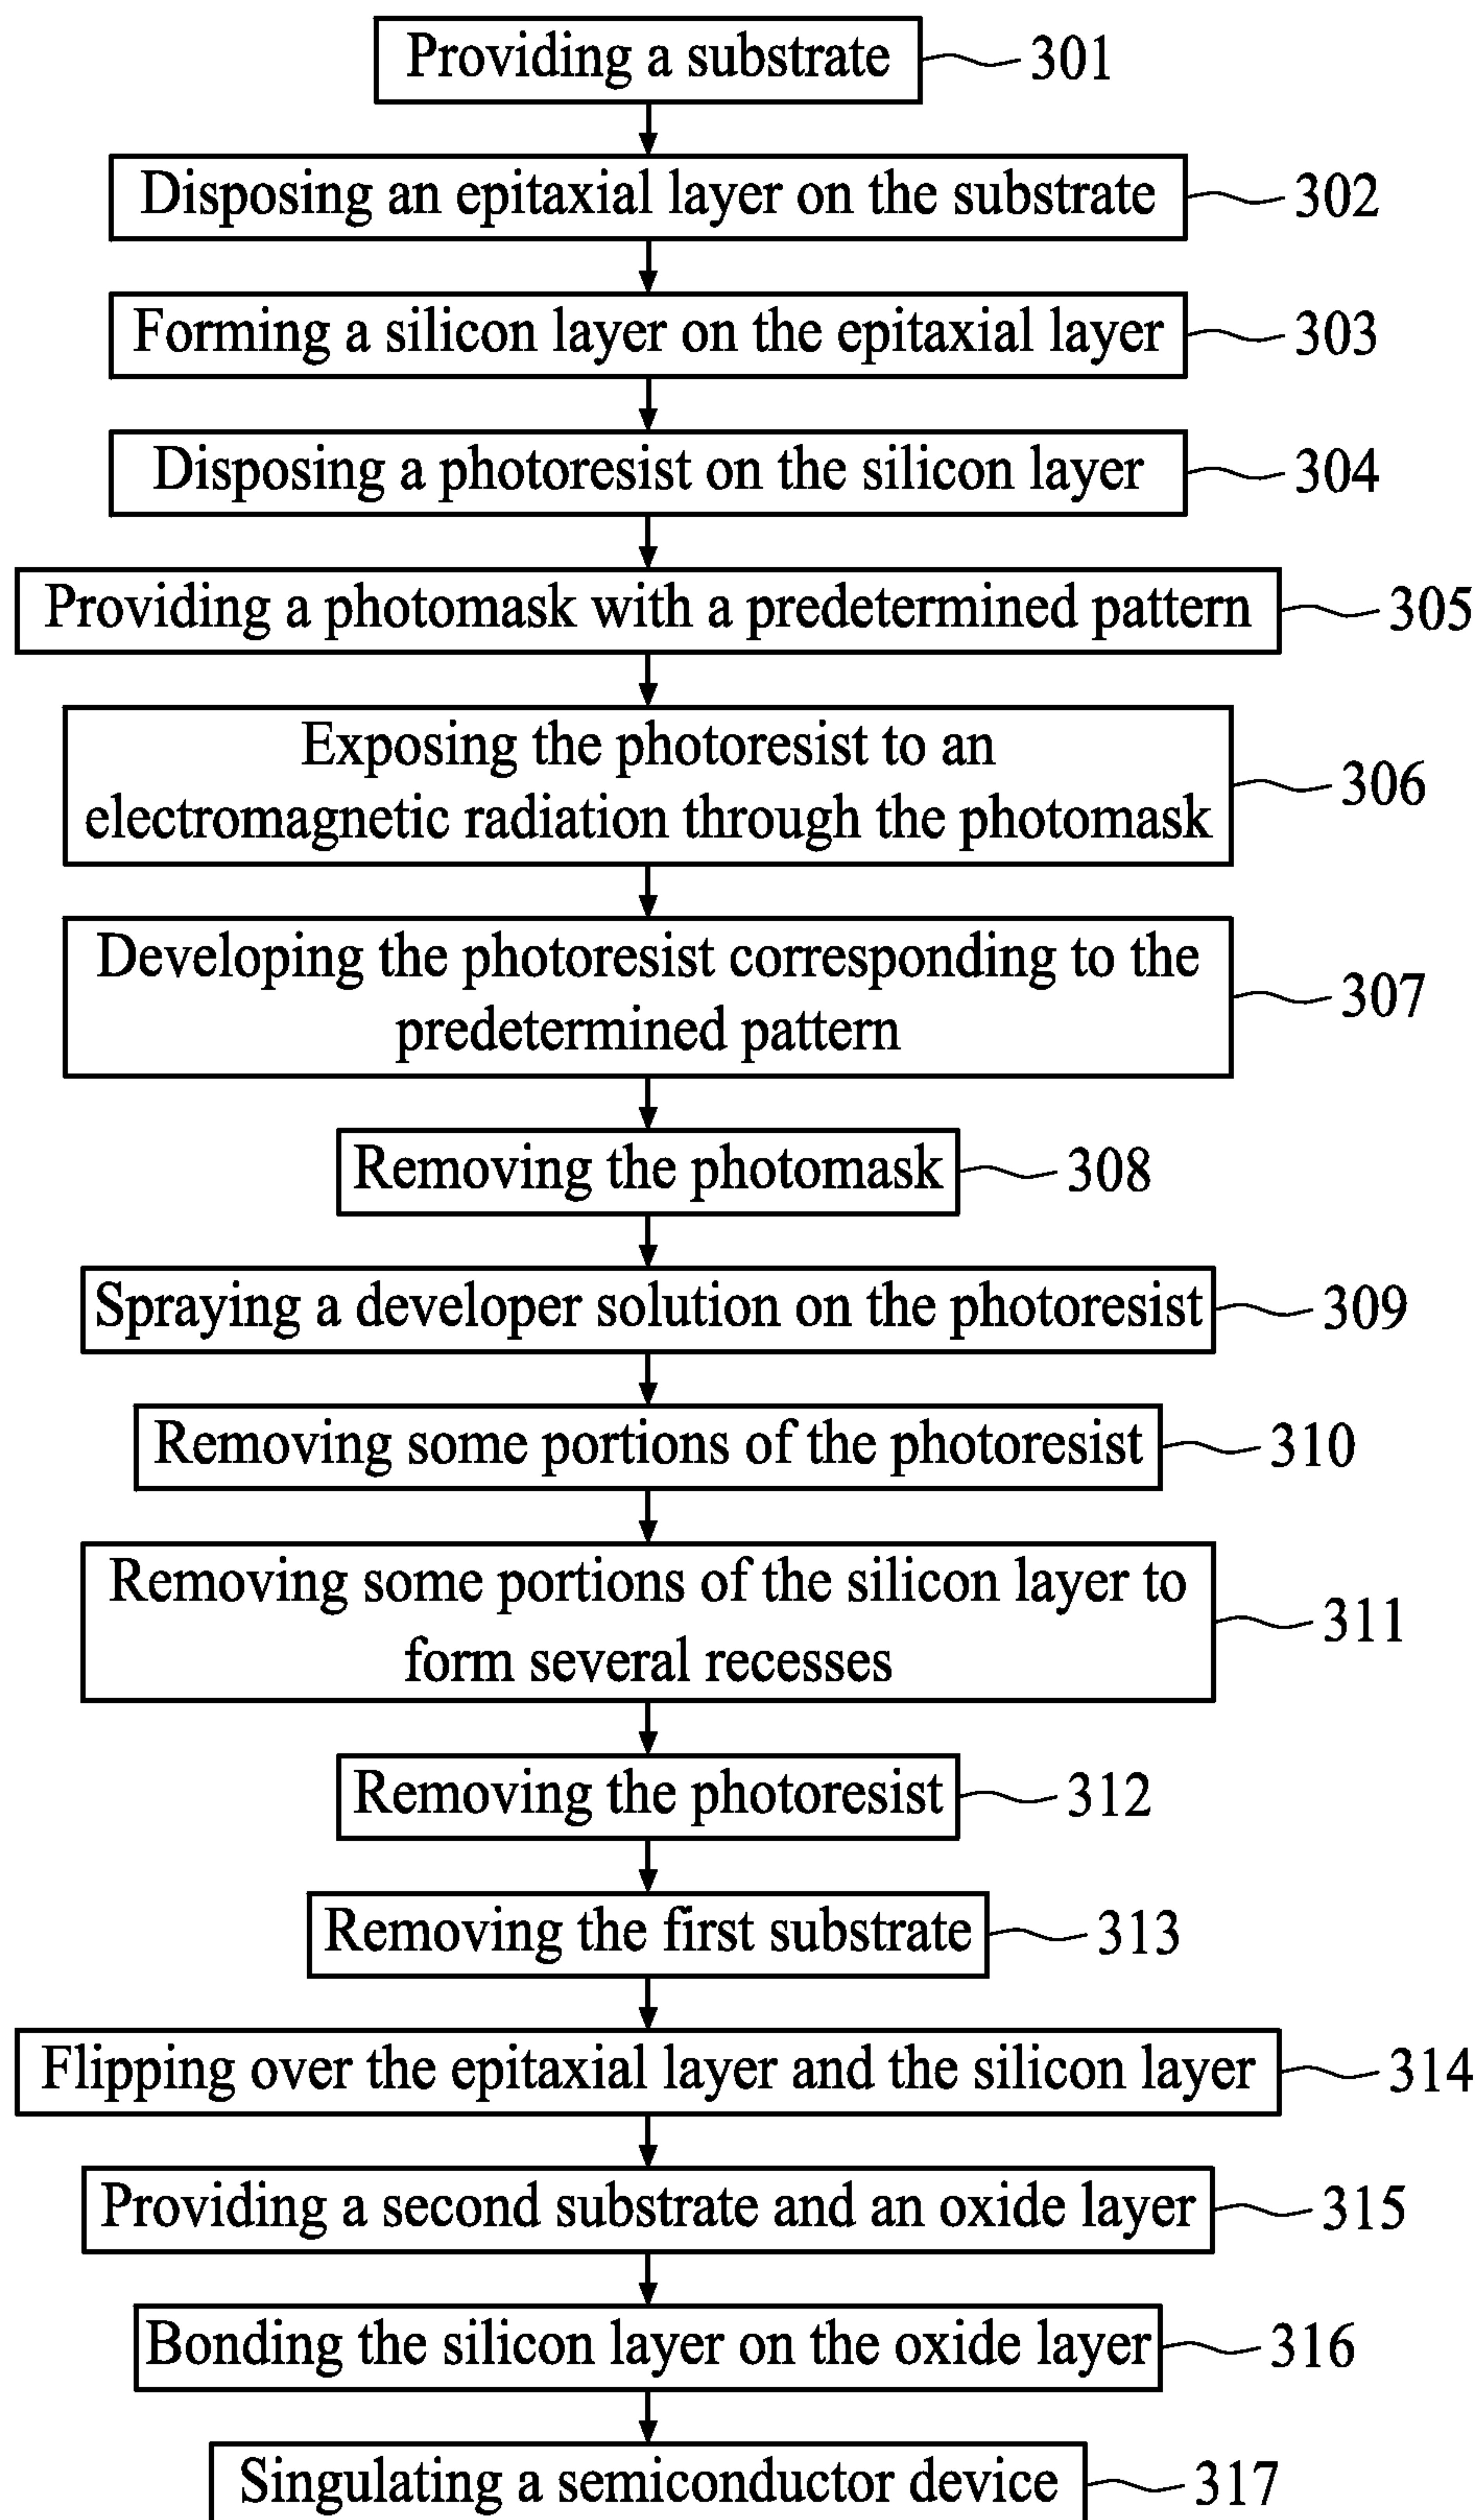 Providing a substrate 301
Disposing an epitaxial layer on the substrate 302
Forming a silicon layer on the epitaxial layer 303
Disposing a photoresist on the silicon layer 304
Providing a photomask with a predetermined pattern 305
Exposing the photoresist to an
electromagnetic radiation through the photomask 306
Developing the photoresist corresponding to the
predetermined pattern 307
Removing the photomask 308
Spraying a developer solution on the photoresist 309
Removing some portions of the photoresist 310
Removing some portions of the silicon layer to
form several recesses 311
Removing the photoresist 312
Removing the first substrate 313
Flipping over the epitaxial layer and the silicon layer 314
Providing a second substrate and an oxide layer 315
Bonding the silicon layer on the oxide layer 316
Singulating a semiconductor device 317